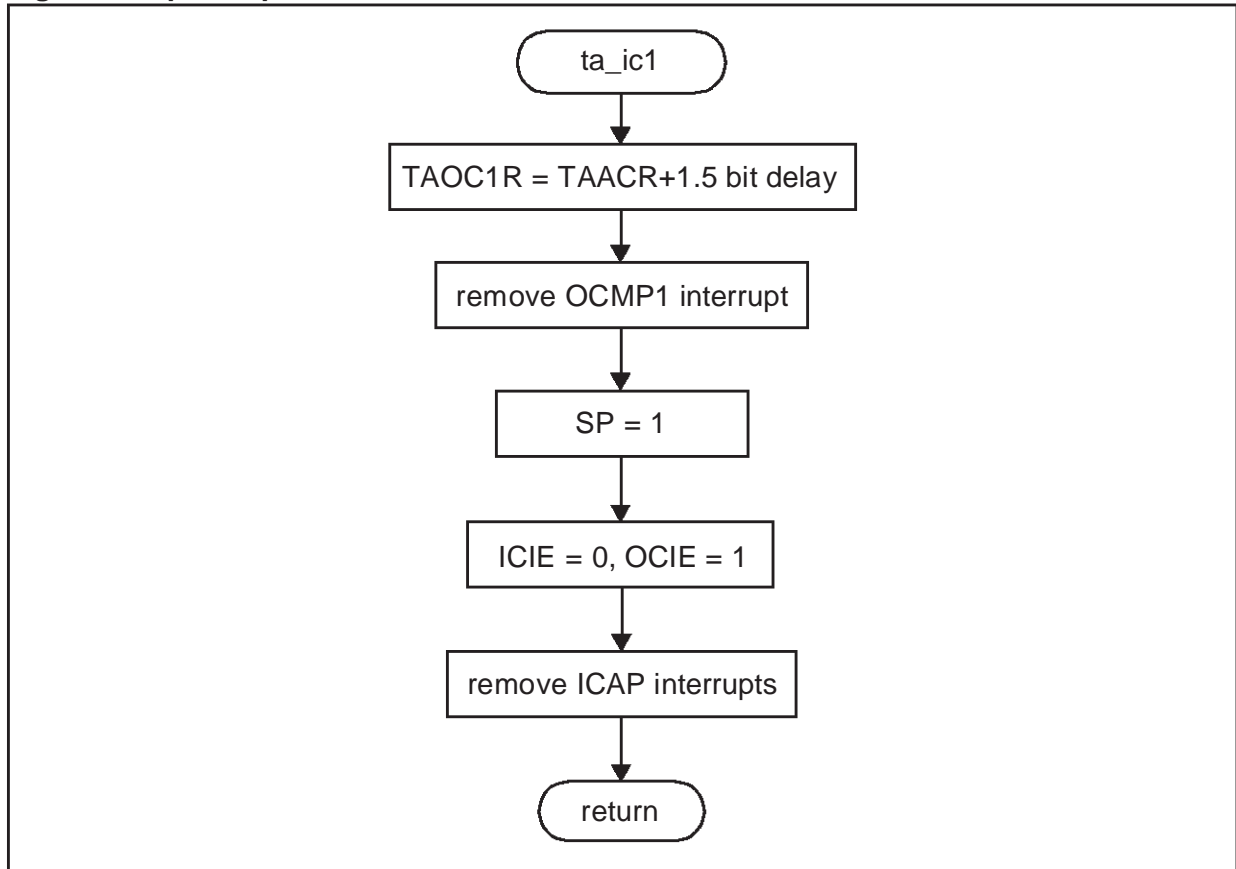 ta_ic1
TAOC1R = TAACR+1.5 bit delay
remove OCMP1 interrupt
SP = 1
ICIE = 0, OCIE = 1
remove ICAP interrupts
return